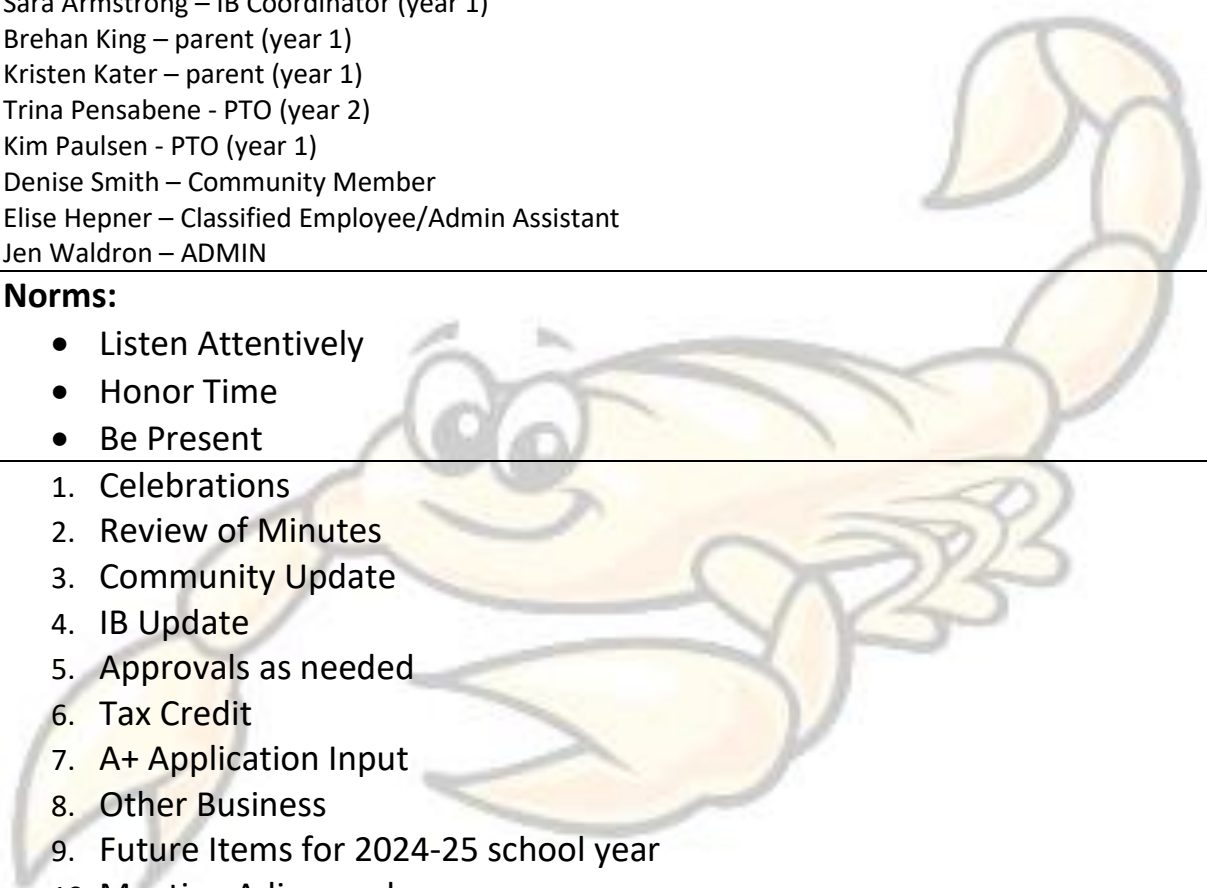 Sara Armstrong – IB Coordinator (year 1)
Brehan King – parent (year 1)
Kristen Kater – parent (year 1)
Trina Pensabene - PTO (year 2)
Kim Paulsen - PTO (year 1)
Denise Smith – Community Member
Elise Hepner – Classified Employee/Admin Assistant
Jen Waldron – ADMIN
Norms:
• Listen Attentively
• Honor Time
• Be Present
1. Celebrations
2. Review of Minutes
3. Community Update
4. IB Update
5. Approvals as needed
6. Tax Credit
7. A+ Application Input
8. Other Business
9. Future Items for 2024-25 school year
10. Meeting Adjourned